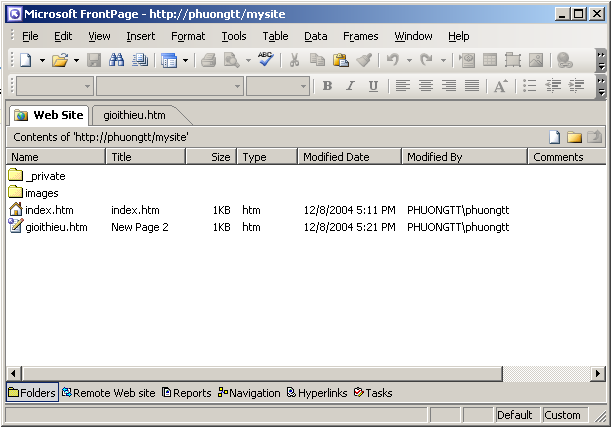 Microsoft FrontPage - http://phuongtt/mysite
File Edit View Insert Format Tools Table Data Frames Window Help
ABC
B I U A
Web Site gioithieu.htm
Contents of 'http://phuongtt/mysite'
Name Title Size Type Modified Date Modified By Comments
_private
images
index.htm index.htm 1KB htm 12/8/2004 5:11 PM PHUONGTT\phuongtt
gioithieu.htm New Page 2 1KB htm 12/8/2004 5:21 PM PHUONGTT\phuongtt
Folders Remote Web site Reports Navigation Hyperlinks Tasks
Default Custom